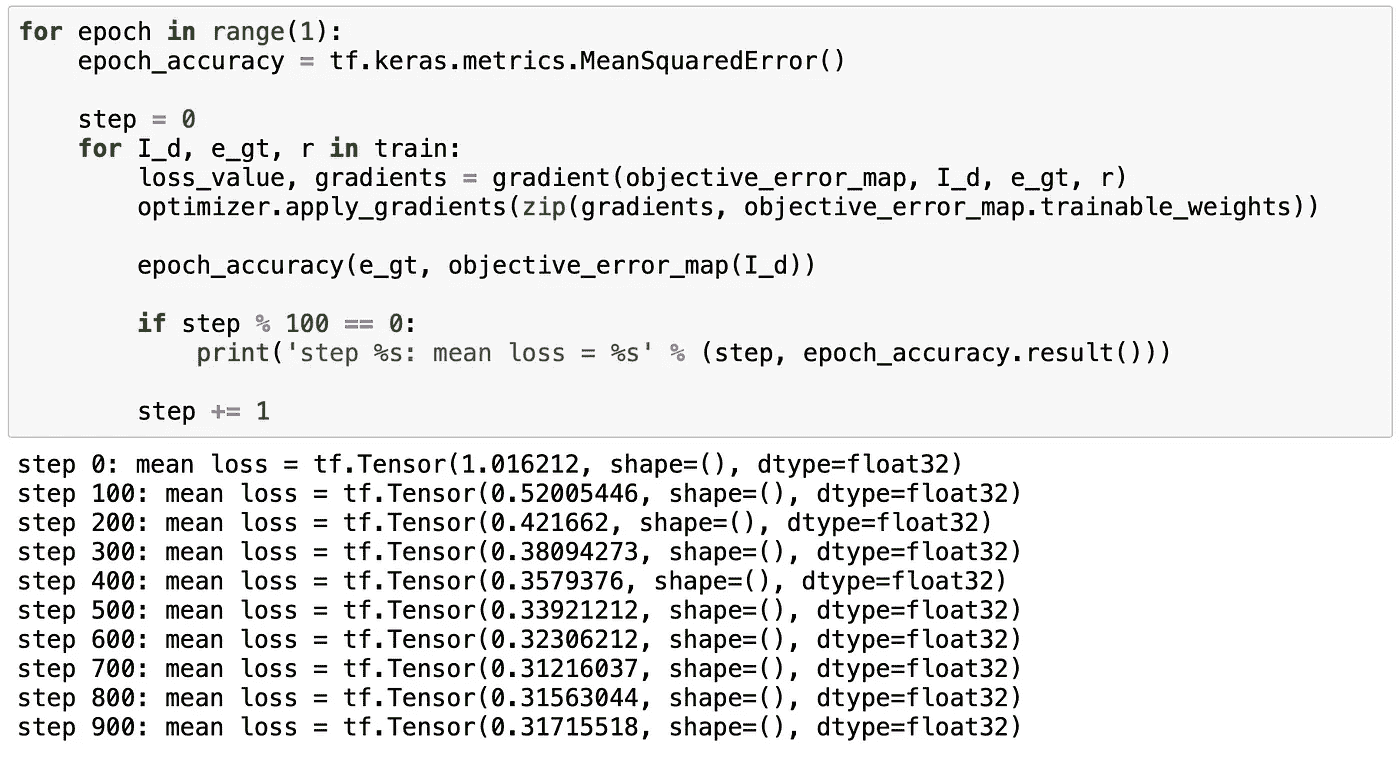 for epoch in range(1):
    epoch_accuracy = tf.keras.metrics.MeanSquaredError()
    step = 0
    for I_d, e_gt, r in train:
        loss_value, gradients = gradient(objective_error_map, I_d, e_gt, r)
        optimizer.apply_gradients(zip(gradients, objective_error_map.trainable_weights))
        epoch_accuracy(e_gt, objective_error_map(I_d))
        if step % 100 == 0:
            print('step %s: mean loss = %s' % (step, epoch_accuracy.result()))
        step += 1
step 0: mean loss = tf.Tensor(1.016212, shape=(), dtype=float32)
step 100: mean loss = tf.Tensor(0.52005446, shape=(), dtype=float32)
step 200: mean loss = tf.Tensor(0.421662, shape=(), dtype=float32)
step 300: mean loss = tf.Tensor(0.38094273, shape=(), dtype=float32)
step 400: mean loss = tf.Tensor(0.3579376, shape=(), dtype=float32)
step 500: mean loss = tf.Tensor(0.33921212, shape=(), dtype=float32)
step 600: mean loss = tf.Tensor(0.32306212, shape=(), dtype=float32)
step 700: mean loss = tf.Tensor(0.31216037, shape=(), dtype=float32)
step 800: mean loss = tf.Tensor(0.31563044, shape=(), dtype=float32)
step 900: mean loss = tf.Tensor(0.31715518, shape=(), dtype=float32)